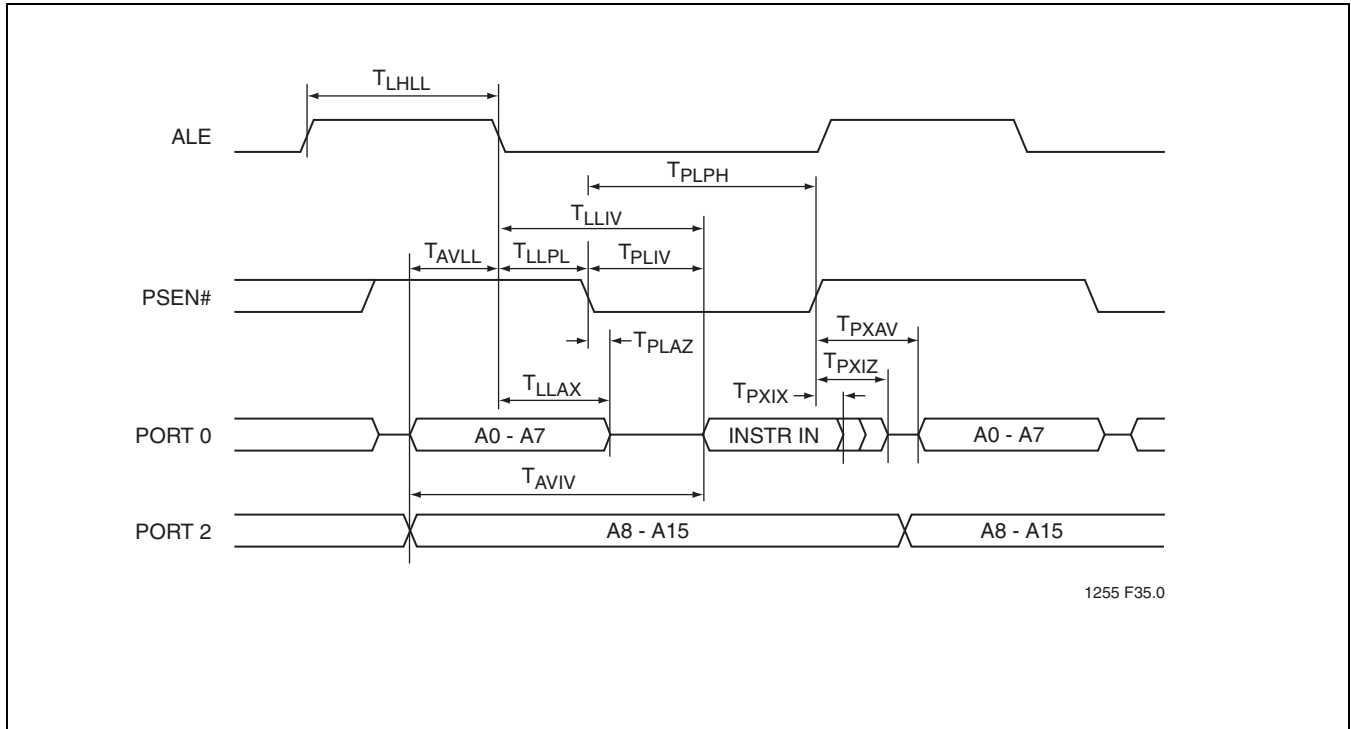 TLHLL
ALE
TPLPH
TLLIV
TAVLL TLLPL TPLIV
PSEN#
TPLAZ
TPXAV
TLLAX
TPXIZ
TPXIX
PORT 0 A0 - A7 INSTR IN A0 - A7
TAVIV
PORT 2 A8 - A15 A8 - A15
1255 F35.0